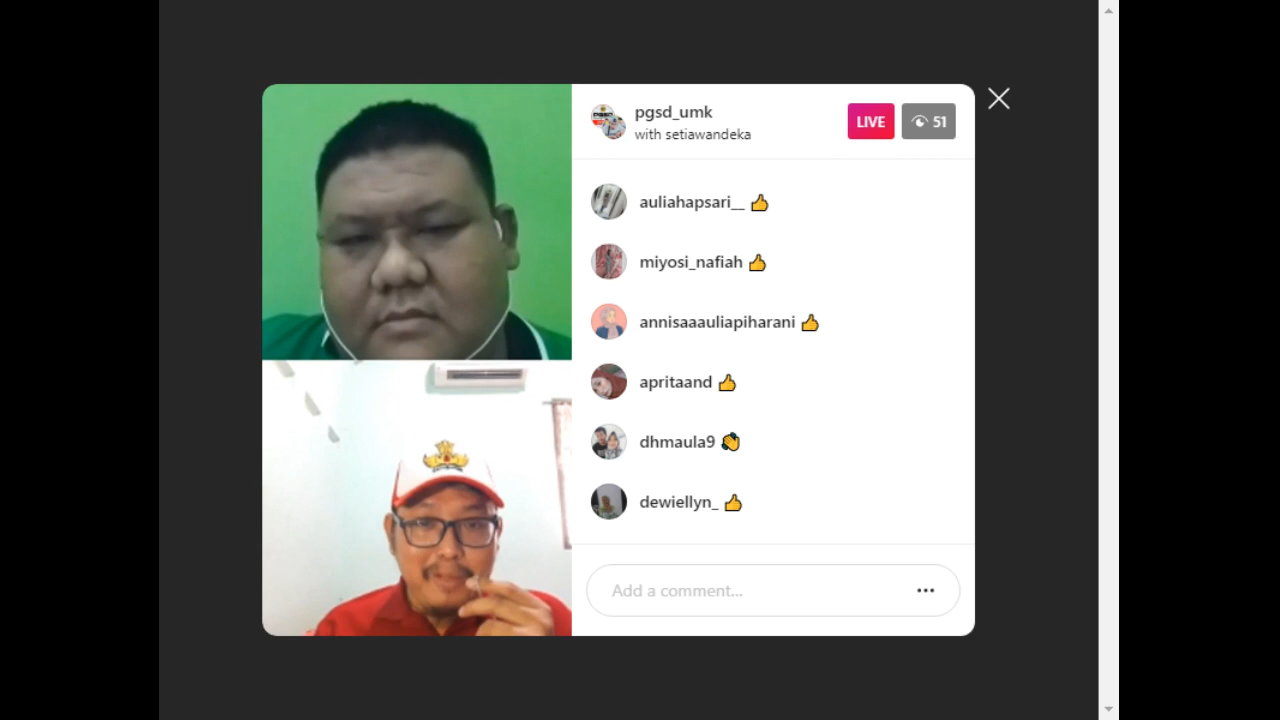 pgsd_umk
with setiawandeka
LIVE
51
auliahapsari__ 👍
miyosi_nafiah 👍
annisaaauliapiharani 👍
apritaand 👍
dhmaula9 👏
dewiellyn_ 👍
Add a comment...